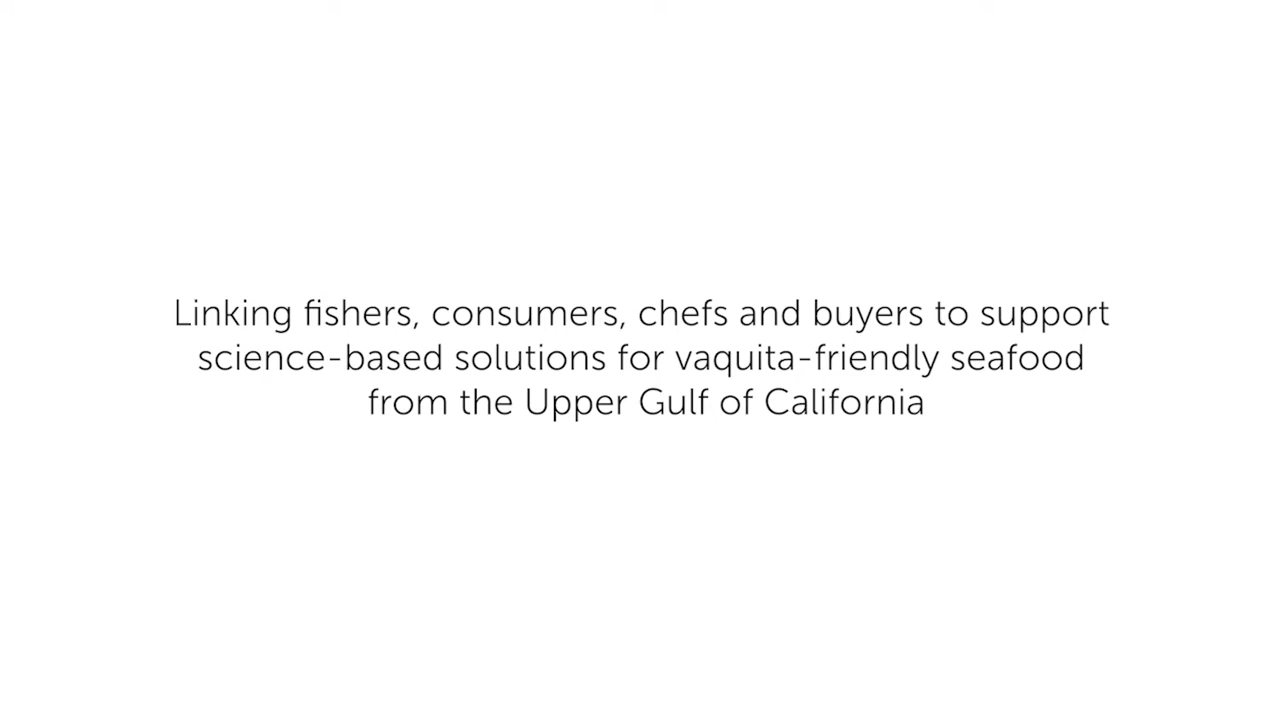 Linking fishers, consumers, chefs and buyers to support
science-based solutions for vaquita-friendly seafood
from the Upper Gulf of California